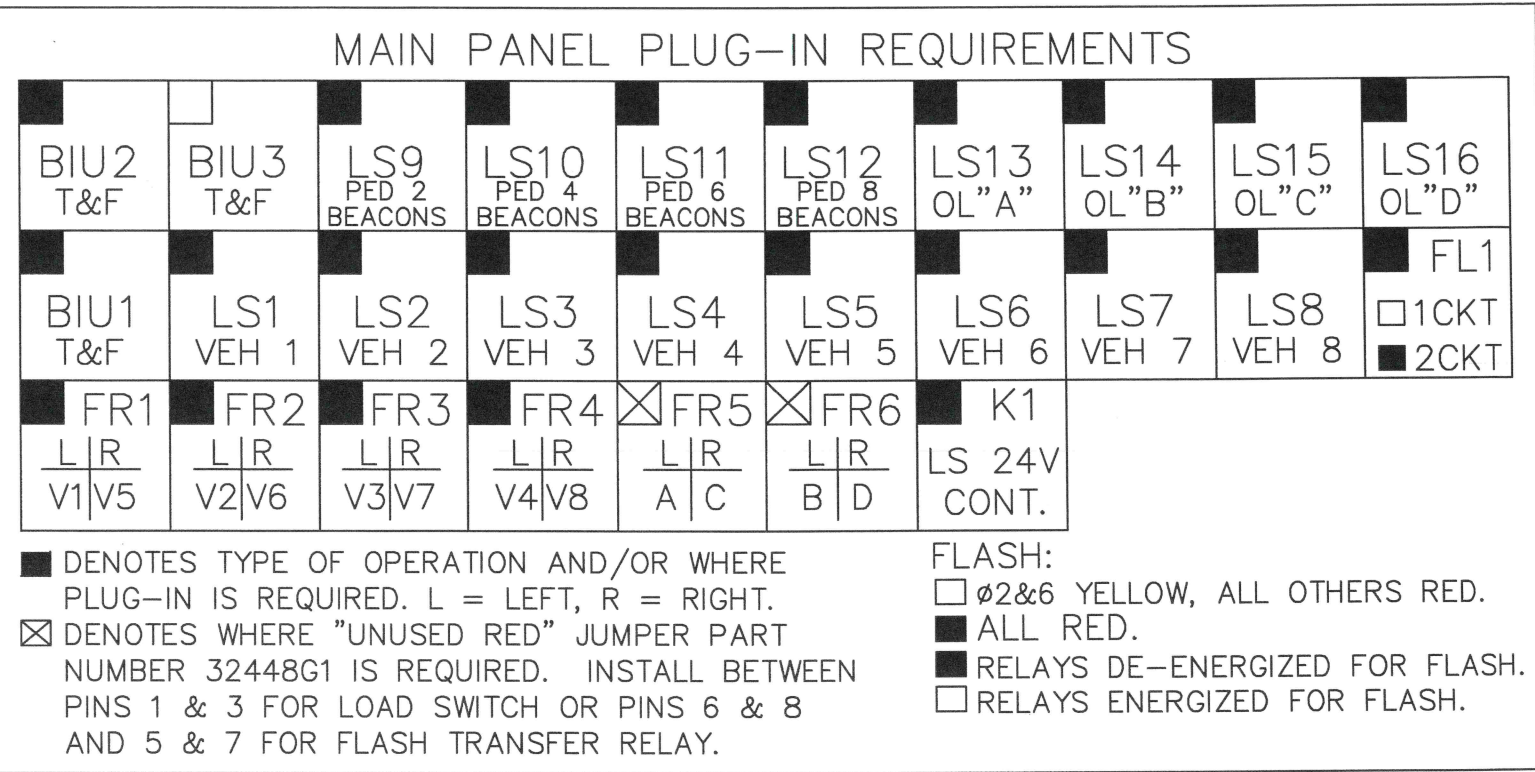 MAIN PANEL PLUG-IN REQUIREMENTS
BIU2
T&F
BIU3
T&F
LS9
PED 2
BEACONS
LS10
PED 4
BEACONS
LS11
PED 6
BEACONS
LS12
PED 8
BEACONS
LS13
OL"A"
LS14
OL"B"
LS15
OL"C"
LS16
OL"D"
BIU1
T&F
LS1
VEH 1
LS2
VEH 2
LS3
VEH 3
LS4
VEH 4
LS5
VEH 5
LS6
VEH 6
LS7
VEH 7
LS8
VEH 8
FL1
1CKT
2CKT
FR1
L R
V1 V5
FR2
L R
V2 V6
FR3
L R
V3 V7
FR4
L R
V4 V8
FR5
L R
A C
FR6
L R
B D
K1
LS 24V
CONT.
DENOTES TYPE OF OPERATION AND/OR WHERE
PLUG-IN IS REQUIRED. L = LEFT, R = RIGHT.
DENOTES WHERE "UNUSED RED" JUMPER PART
NUMBER 32448G1 IS REQUIRED. INSTALL BETWEEN
PINS 1 & 3 FOR LOAD SWITCH OR PINS 6 & 8
AND 5 & 7 FOR FLASH TRANSFER RELAY.
FLASH:
ø2&6 YELLOW, ALL OTHERS RED.
ALL RED.
RELAYS DE-ENERGIZED FOR FLASH.
RELAYS ENERGIZED FOR FLASH.